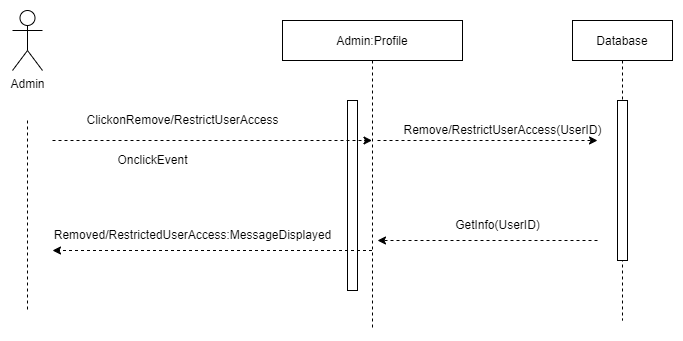 Admin:Profile
Database
Admin
ClickonRemove/RestrictUserAccess
Remove/RestrictUserAccess(UserID)
OnclickEvent
GetInfo(UserID)
Removed/RestrictedUserAccess:MessageDisplayed